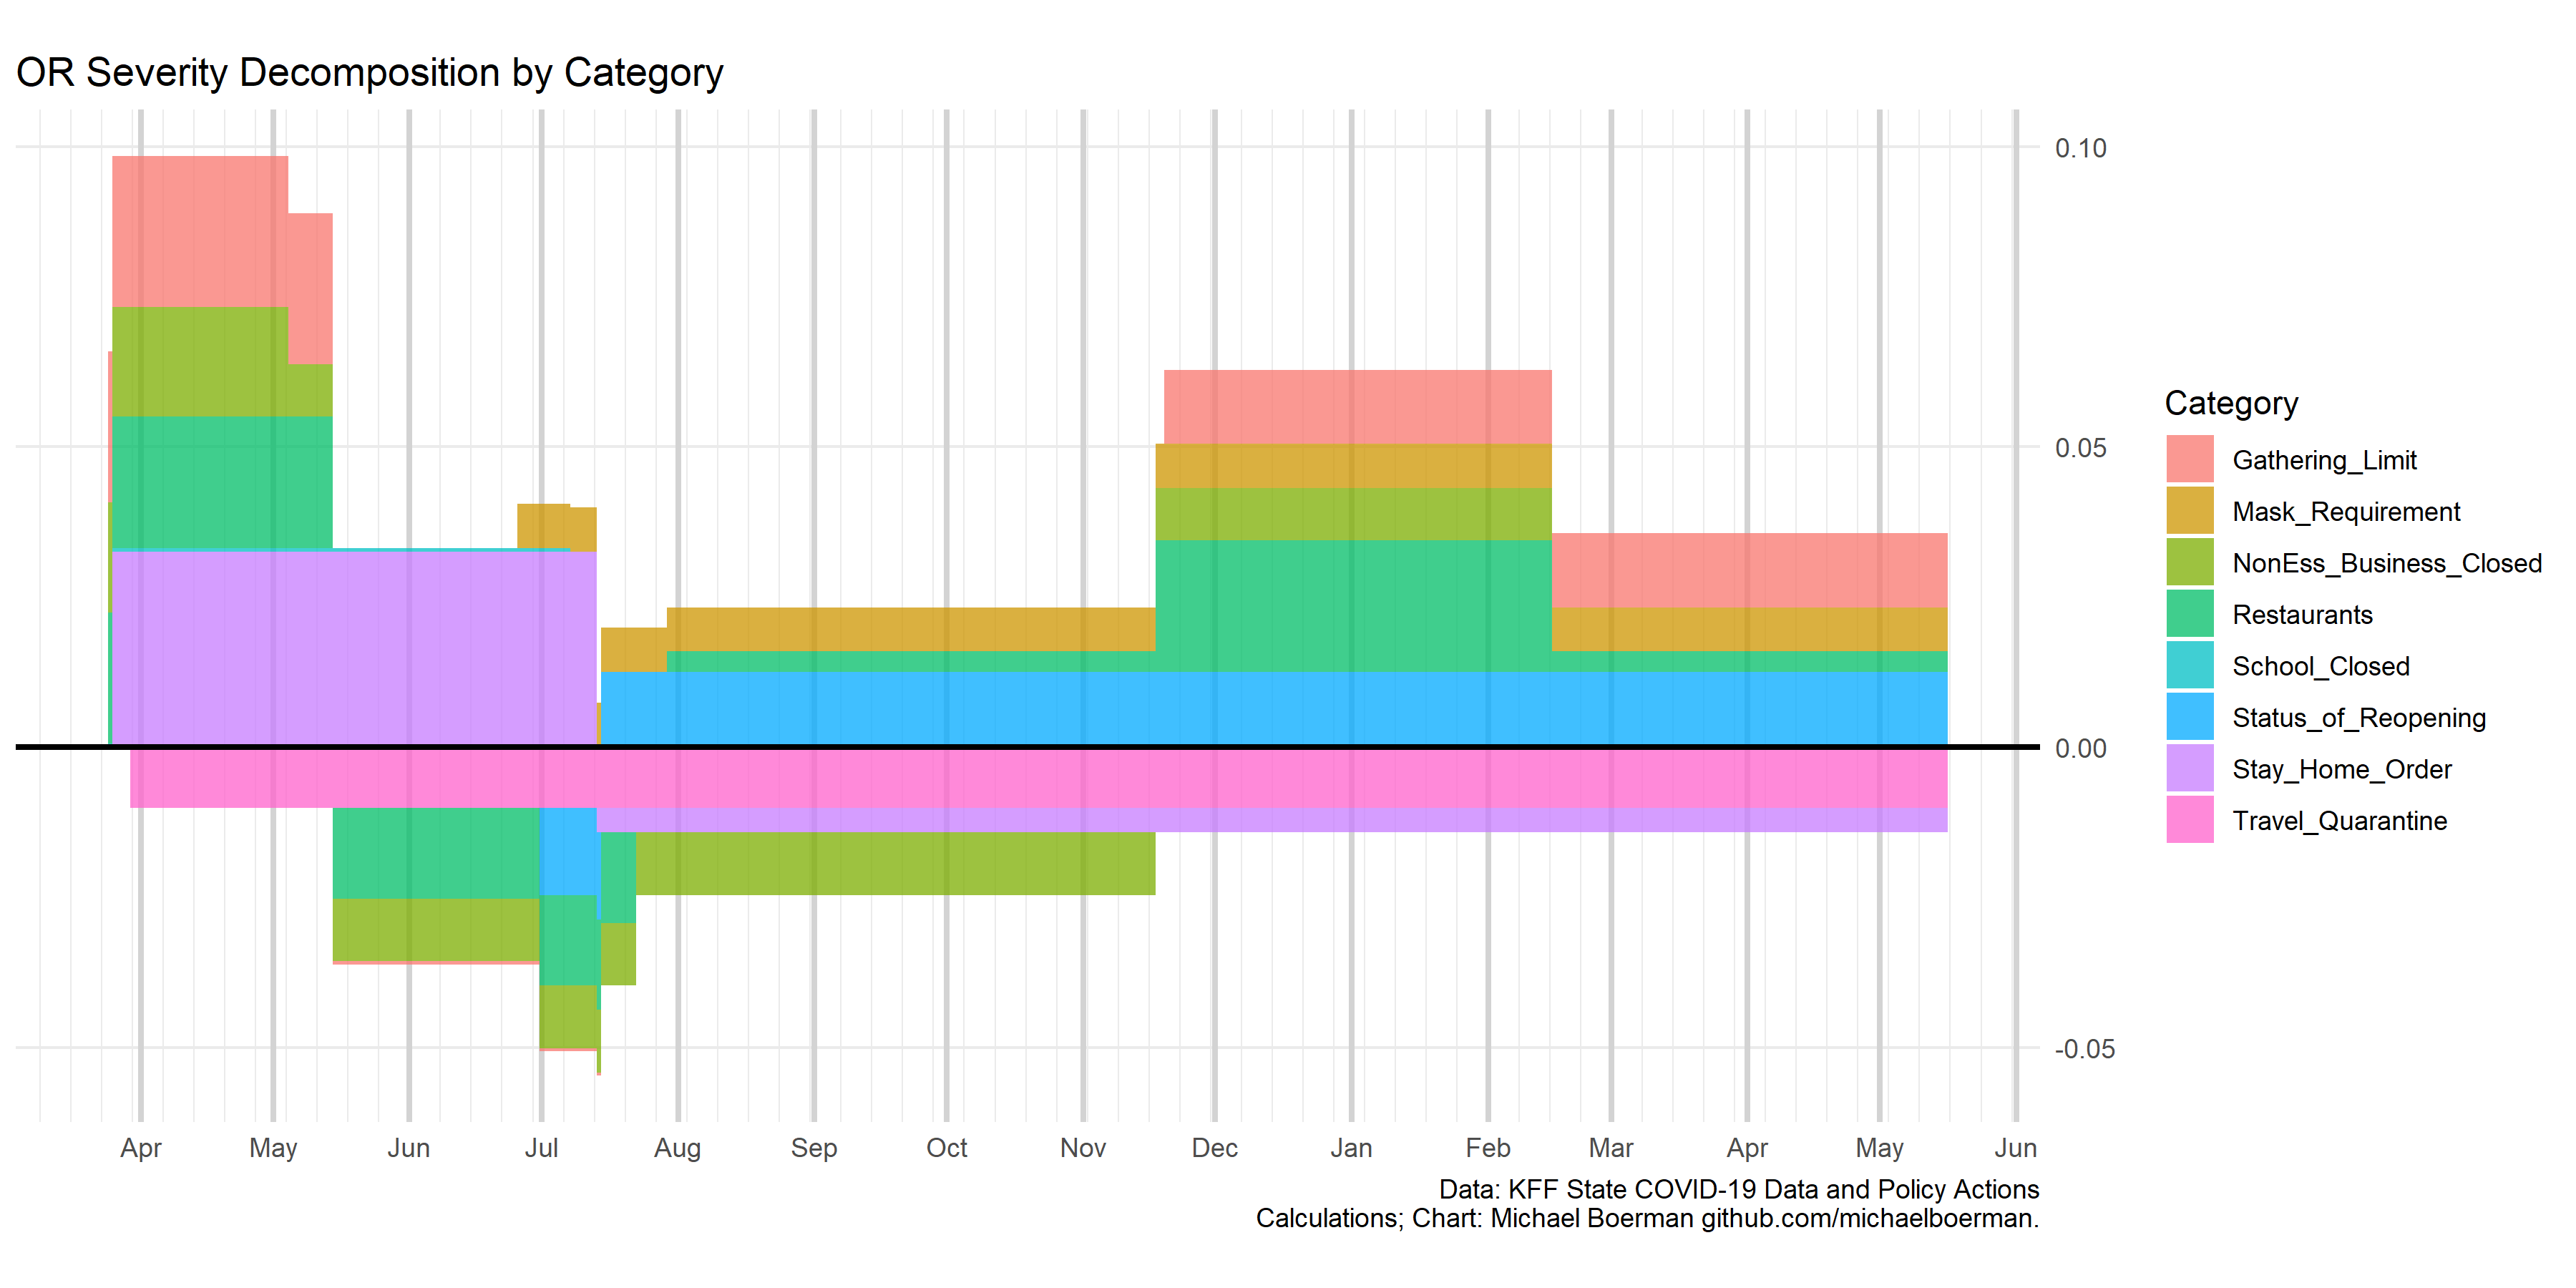 OR Severity Decomposition by Category
0.10
0.05
0.00
-0.05
Apr May Jun Jul Aug Sep Oct Nov Dec Jan Feb Mar Apr May Jun
Category
Gathering_Limit
Mask_Requirement
NonEss_Business_Closed
Restaurants
School_Closed
Status_of_Reopening
Stay_Home_Order
Travel_Quarantine
Data: KFF State COVID-19 Data and Policy Actions
Calculations; Chart: Michael Boerman github.com/michaelboerman.